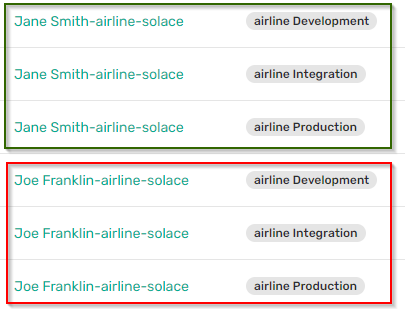 Jane Smith-airline-solace airline Development
Jane Smith-airline-solace airline Integration
Jane Smith-airline-solace airline Production
Joe Franklin-airline-solace airline Development
Joe Franklin-airline-solace airline Integration
Joe Franklin-airline-solace airline Production